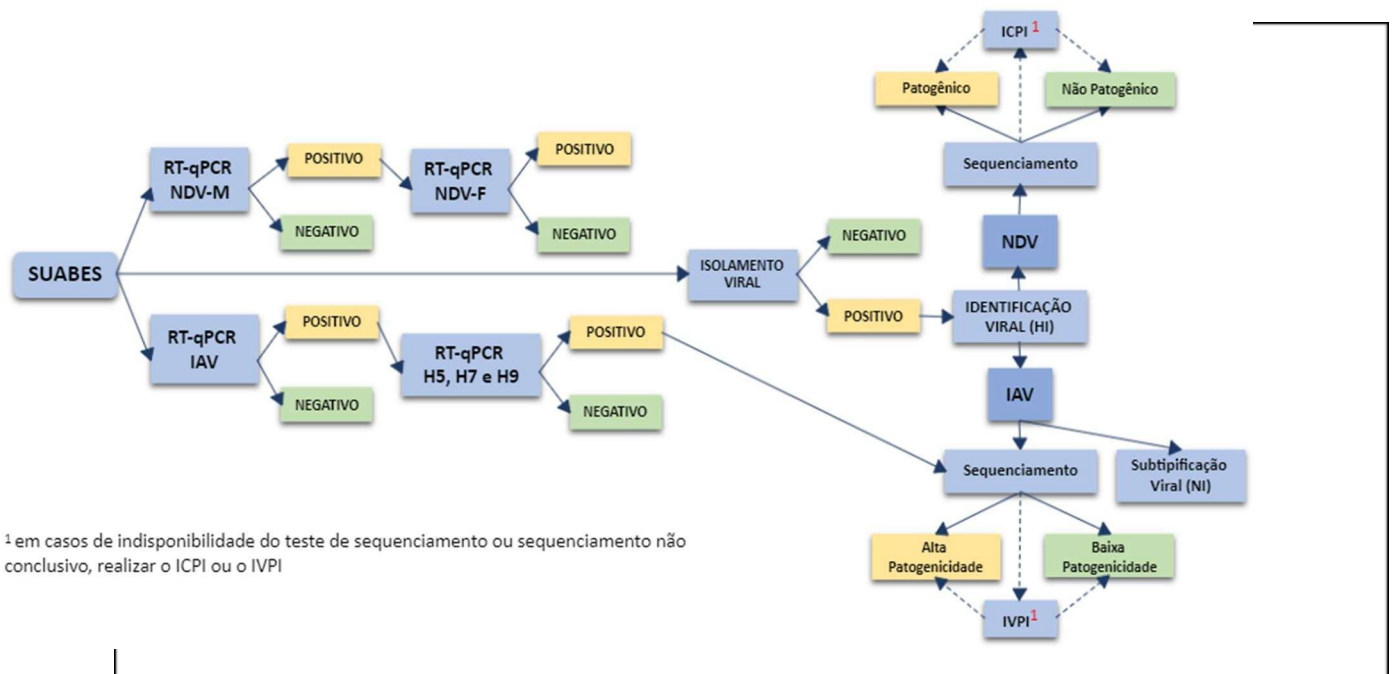 SUABES
RT-qPCR
NDV-M
POSITIVO
NEGATIVO
RT-qPCR
NDV-F
POSITIVO
NEGATIVO
RT-qPCR
IAV
POSITIVO
NEGATIVO
RT-qPCR
H5, H7 e H9
POSITIVO
NEGATIVO
ISOLAMENTO
VIRAL
NEGATIVO
POSITIVO
ICPI 1
Patogênico
Não Patogênico
Sequenciamento
NDV
IDENTIFICAÇÃO
VIRAL (HI)
IAV
Sequenciamento
Subtipificação
Viral (NI)
Alta
Patogenicidade
Baixa
Patogenicidade
IVPI1
1 em casos de indisponibilidade do teste de sequenciamento ou sequenciamento não
conclusivo, realizar o ICPI ou o IVPI